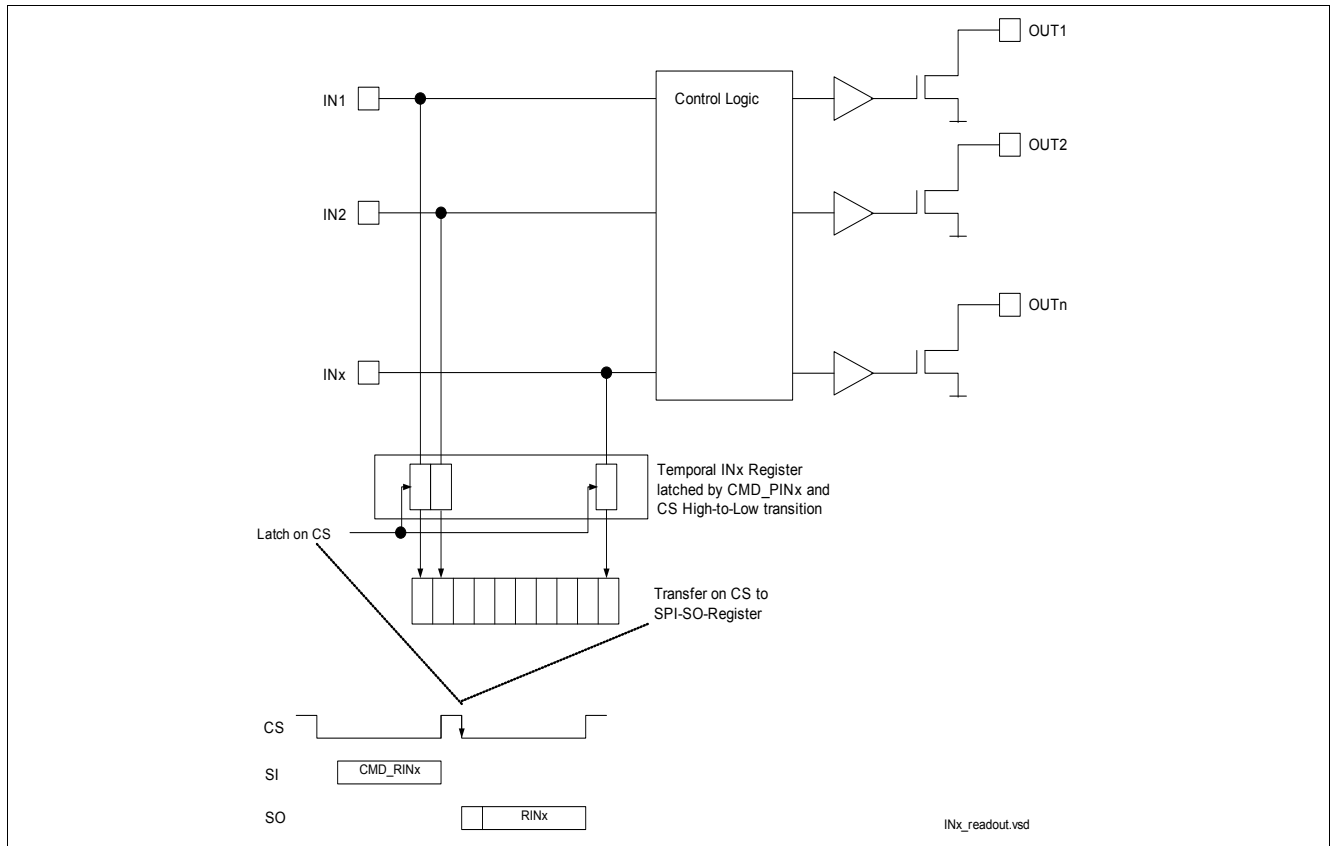 OUT1
IN1
Control Logic
OUT2
IN2
OUTn
INx
Temporal INx Register
latched by CMD_PINx and
CS High-to-Low transition
Latch on CS
Transfer on CS to
SPI-SO-Register
CS
SI
CMD_RINx
SO
RINx
INx_readout.vsd